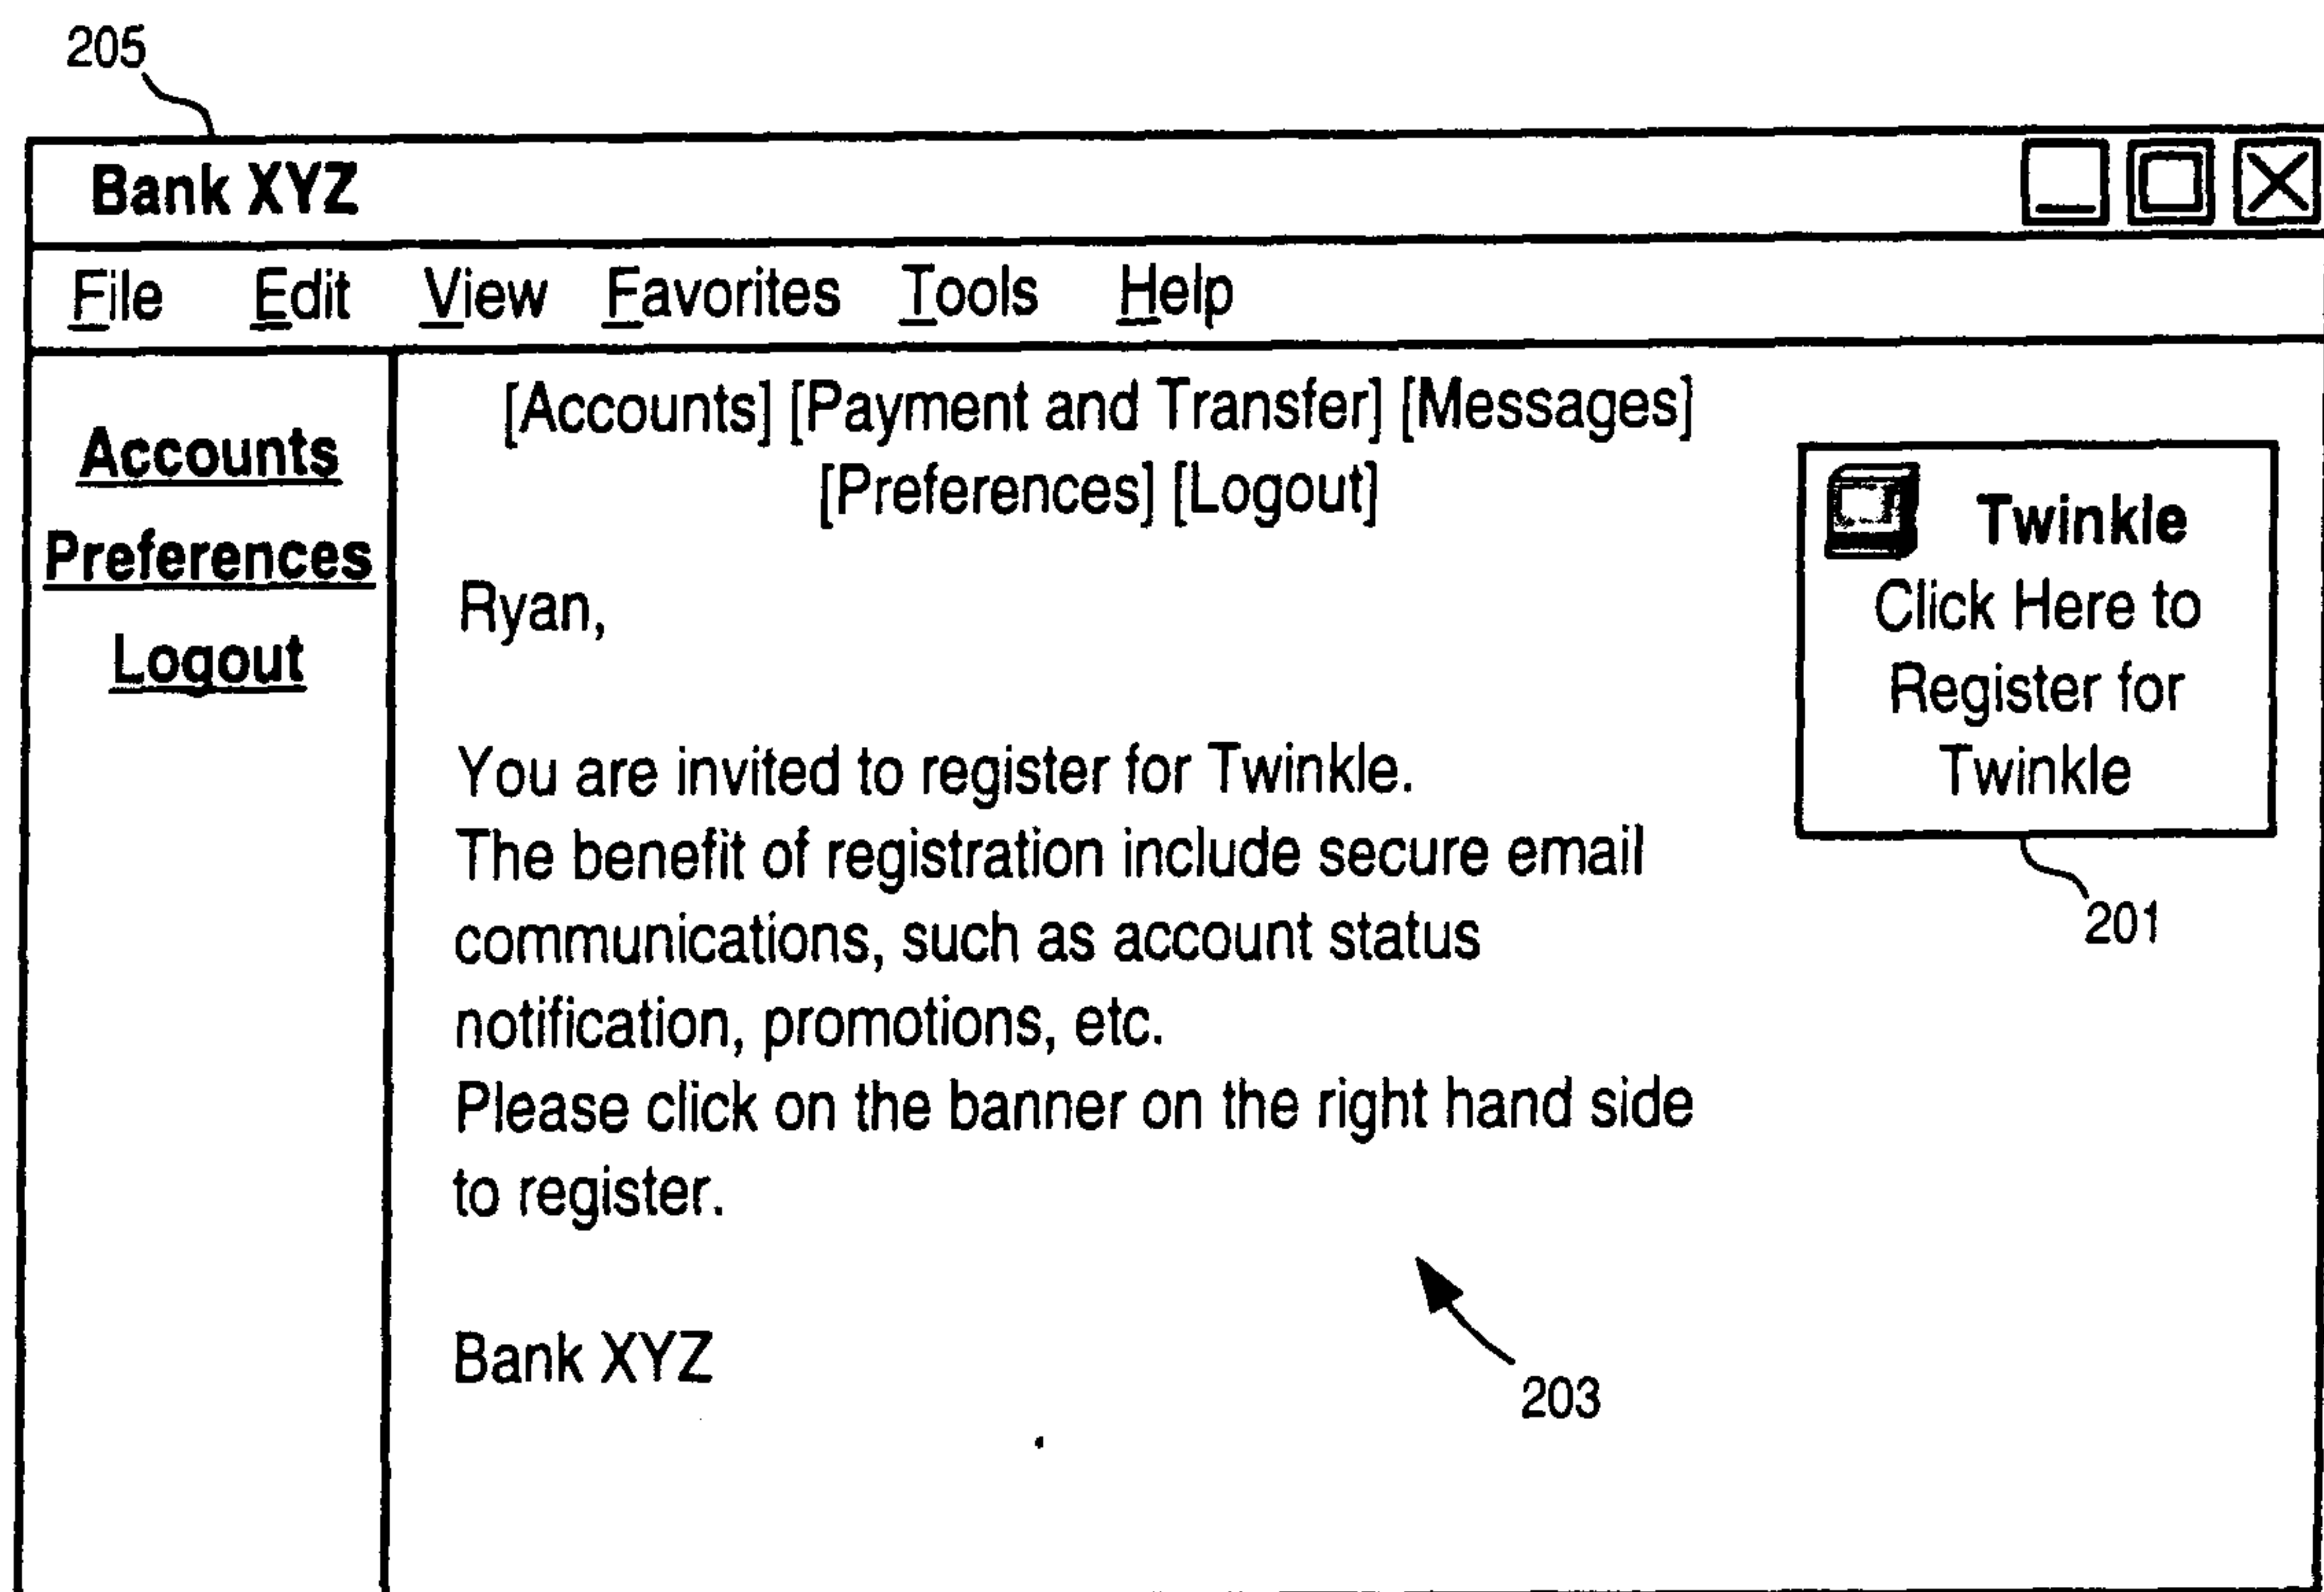 205
Bank XYZ
File Edit View Favorites Tools Help
Accounts
Preferences
Logout
[Accounts] [Payment and Transfer] [Messages]
[Preferences] [Logout]
Ryan,
You are invited to register for Twinkle.
The benefit of registration include secure email
communications, such as account status
notification, promotions, etc.
Please click on the banner on the right hand side
to register.
Bank XYZ
Twinkle
Click Here to
Register for
Twinkle
201
203